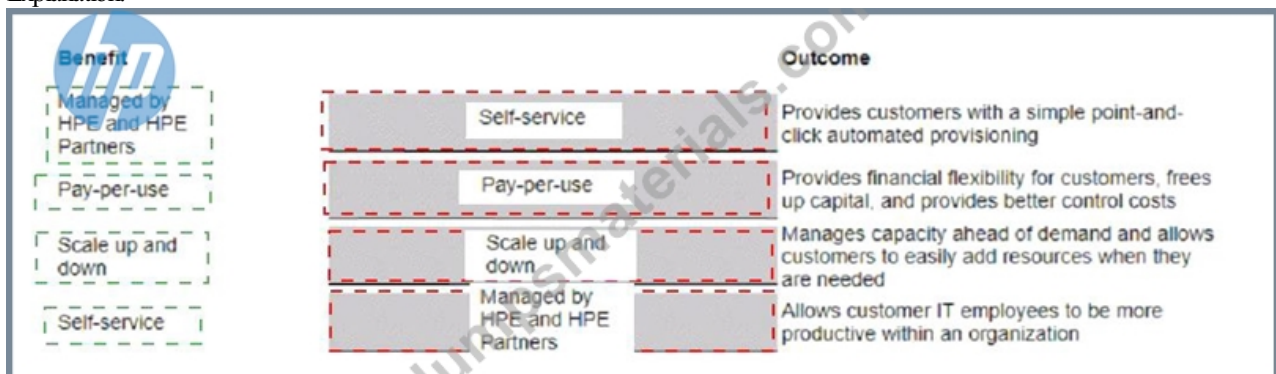 hp
Benefit
Outcome
Managed by
HPE and HPE
Partners
Self-service
Provides customers with a simple point-and-
click automated provisioning
Pay-per-use
Pay-per-use
Provides financial flexibility for customers, frees
up capital, and provides better control costs
Scale up and
down
Scale up and
down
Manages capacity ahead of demand and allows
customers to easily add resources when they
are needed
Self-service
Managed by
HPE and HPE
Partners
Allows customer IT employees to be more
productive within an organization